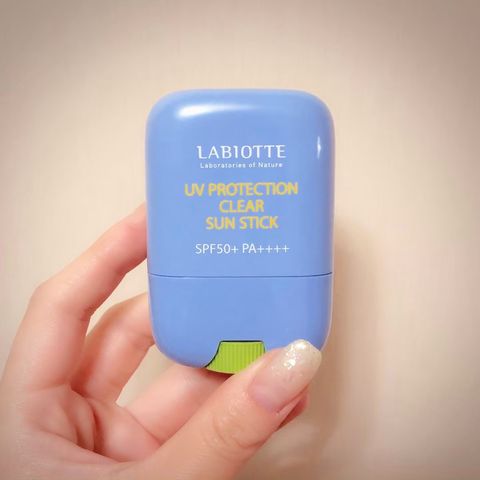 LABIOTTE
Laboratories of Nature
UV PROTECTION
CLEAR
SUN STICK
SPF50+ PA++++